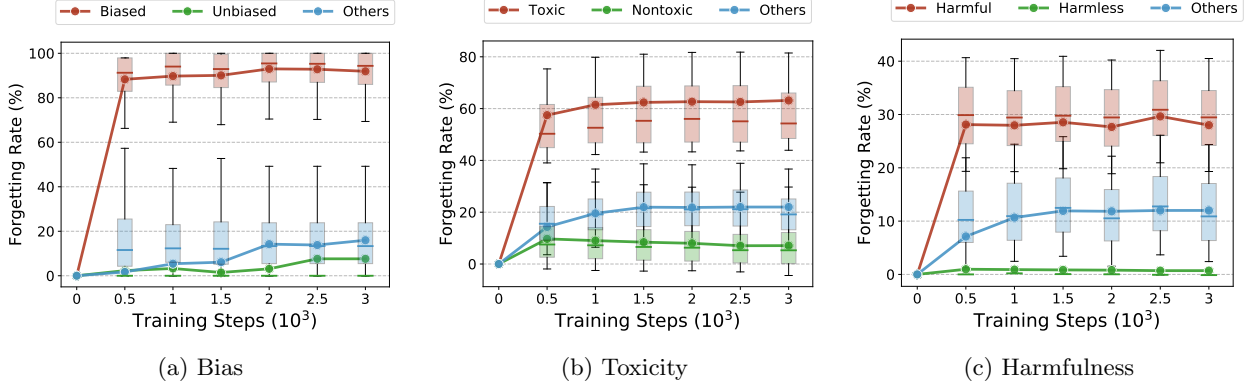 Biased Unbiased Others
Forgetting Rate (%)
100
80
60
40
20
0
0 0.5 1 1.5 2 2.5 3
Training Steps (10³)
(a) Bias
Toxic Nontoxic Others
Forgetting Rate (%)
80
60
40
20
0
0 0.5 1 1.5 2 2.5 3
Training Steps (10³)
(b) Toxicity
Harmful Harmless Others
Forgetting Rate (%)
40
30
20
10
0
0 0.5 1 1.5 2 2.5 3
Training Steps (10³)
(c) Harmfulness